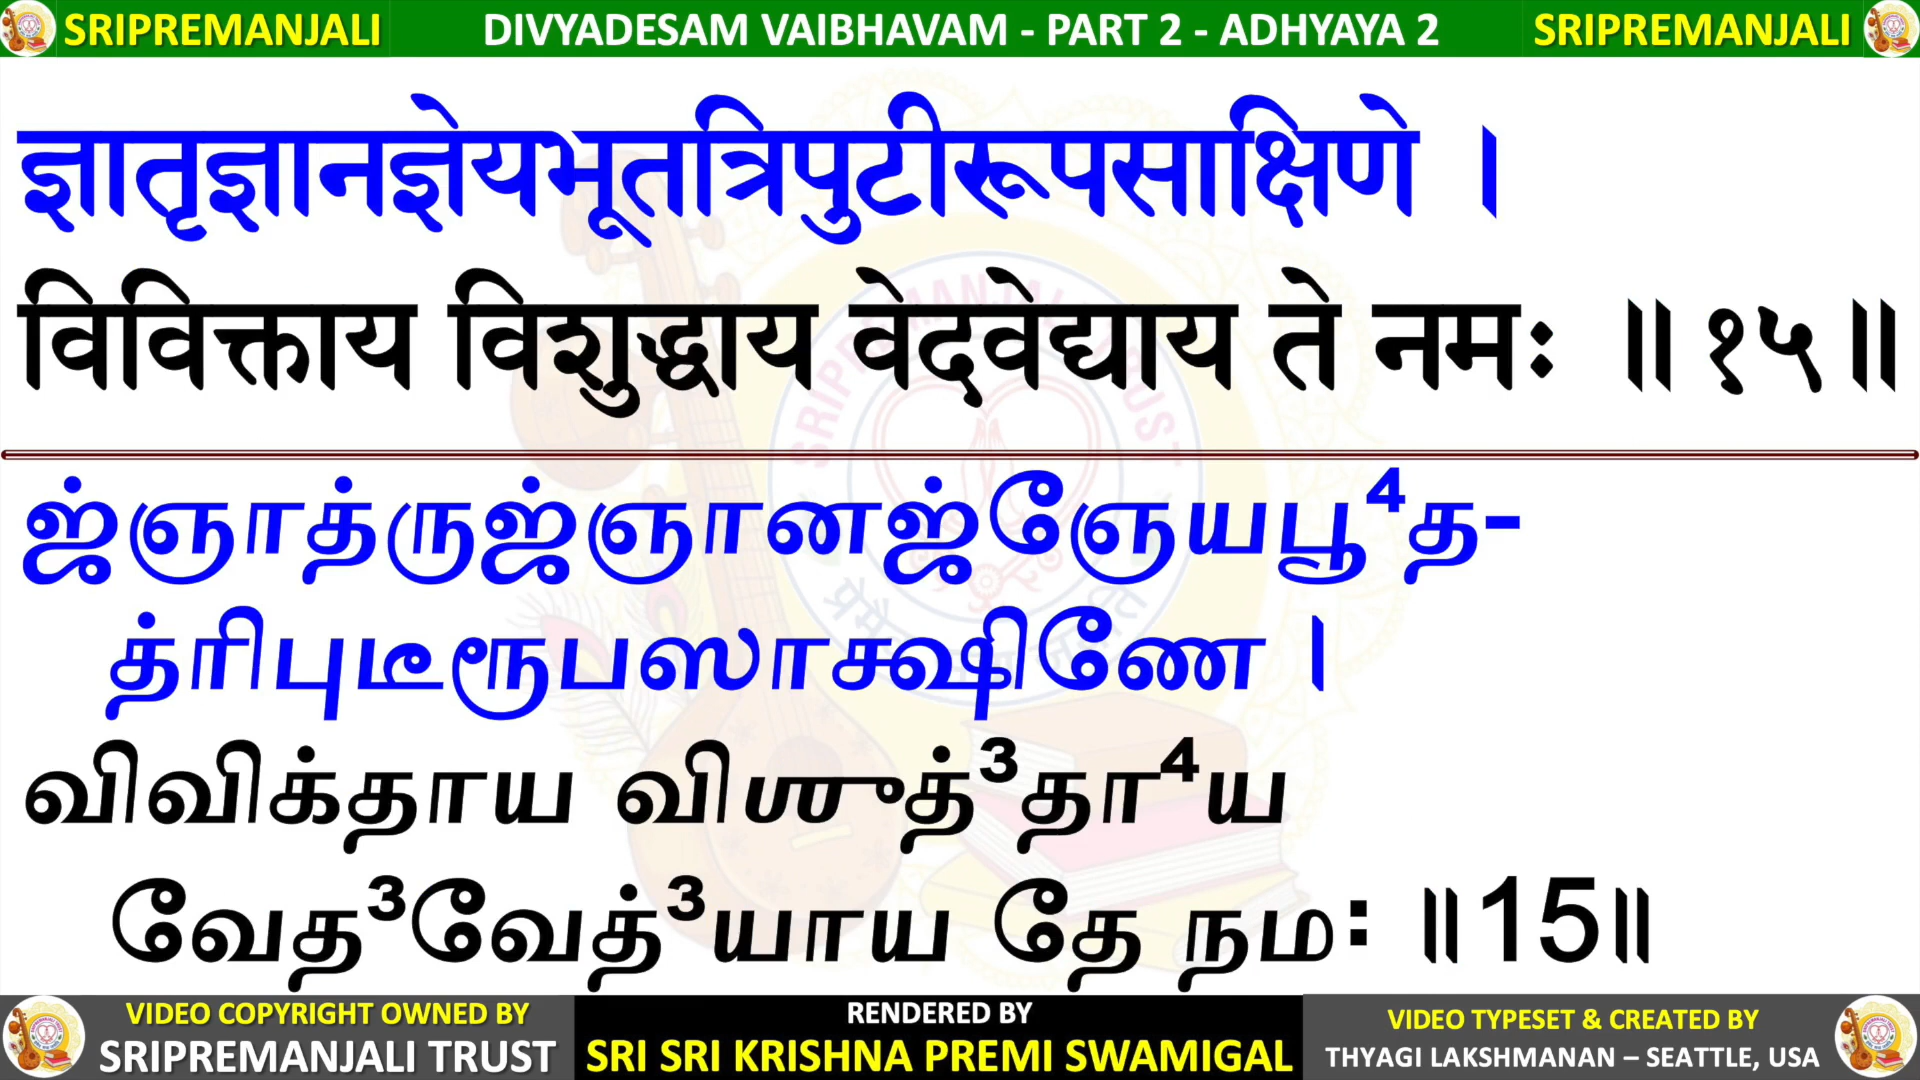 SRIPREMANJALI DIVYADESAM VAIBHAVAM - PART 2 - ADHYAYA 2 SRIPREMANJALI
ज्ञातृज्ञानज्ञेयभूतत्रिपुटीरूपसाक्षिणे ।
विविक्ताय विशुद्धाय वेदवेद्याय ते नमः ॥ १५ ॥
ஜ்ஞாத்ருஜ்ஞானஜ்ஞேயபூ⁴த-
த்ரிபுடீரூபஸாக்ஷிணே ।
விவிக்தாய விஶுத்³தா⁴ய
வேத³வேத்³யாய தே நம: ॥15॥
VIDEO COPYRIGHT OWNED BY
SRIPREMANJALI TRUST
RENDERED BY
SRI SRI KRISHNA PREMI SWAMIGAL
VIDEO TYPESET & CREATED BY
THYAGI LAKSHMANAN – SEATTLE, USA